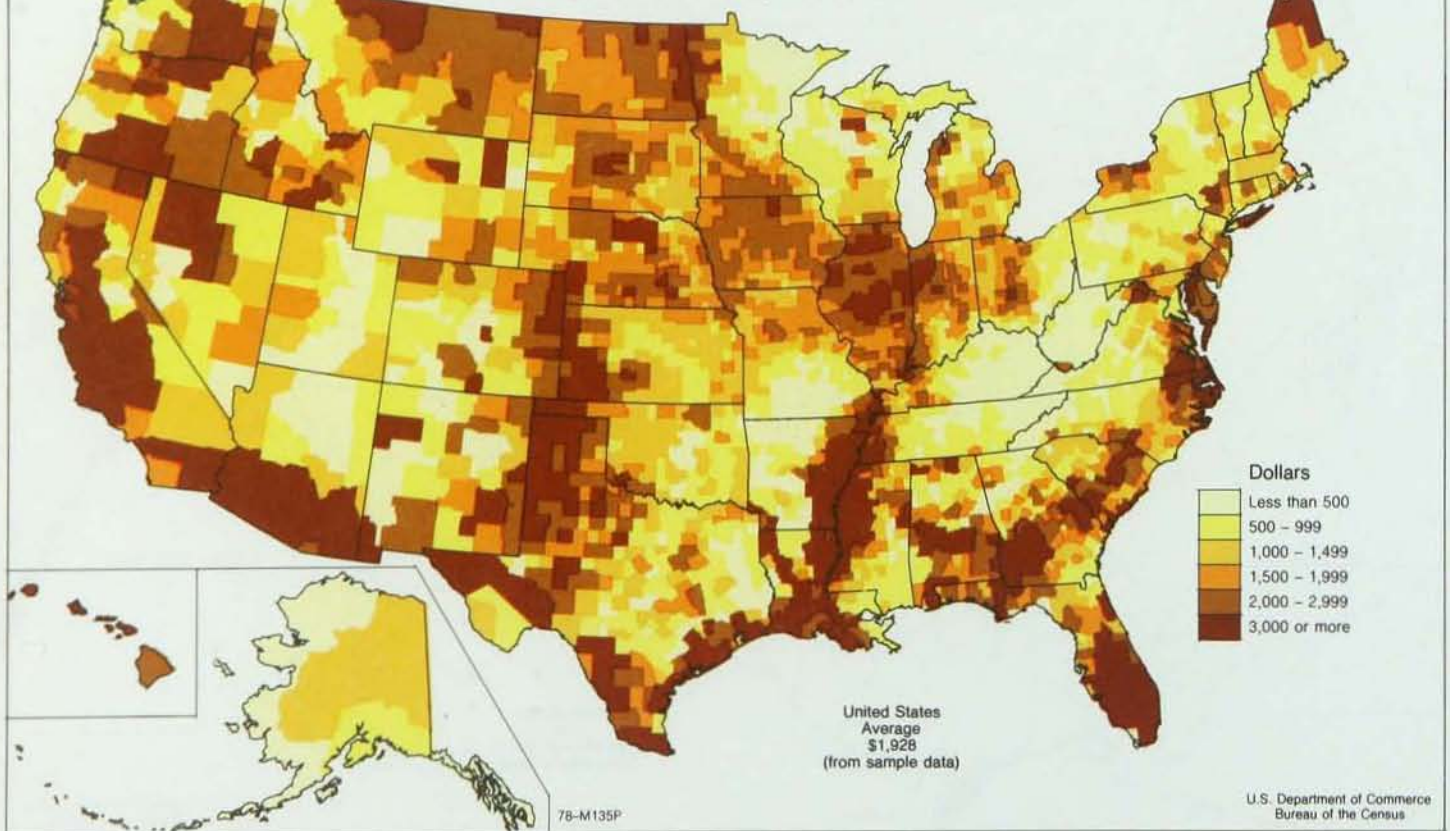 Dollars
Less than 500
500 – 999
1,000 – 1,499
1,500 – 1,999
2,000 – 2,999
3,000 or more
United States
Average
$1,928
(from sample data)
78-M135P
U.S. Department of Commerce
Bureau of the Census